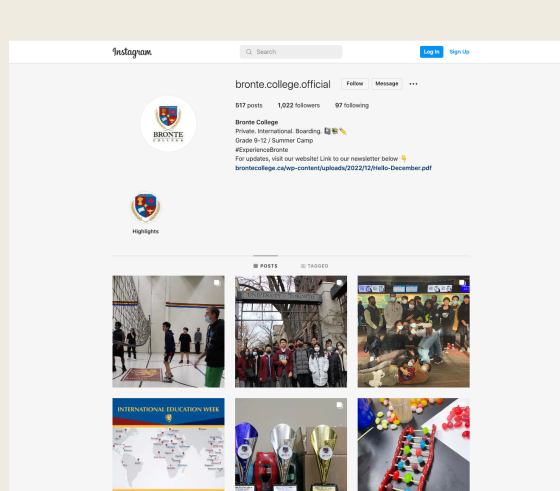 Instagram
Search
Log In
Sign Up
bronte.college.official
Follow
Message
517 posts
1,022 followers
97 following
Bronte College
Private. International. Boarding.
Grade 9-12 / Summer Camp
#ExperienceBronte
For updates, visit our website! Link to our newsletter below 👇
brontecollege.ca/wp-content/uploads/2022/12/Hello-December.pdf
BRONTE
COLLEGE
Highlights
POSTS
TAGGED
INTERNATIONAL EDUCATION WEEK